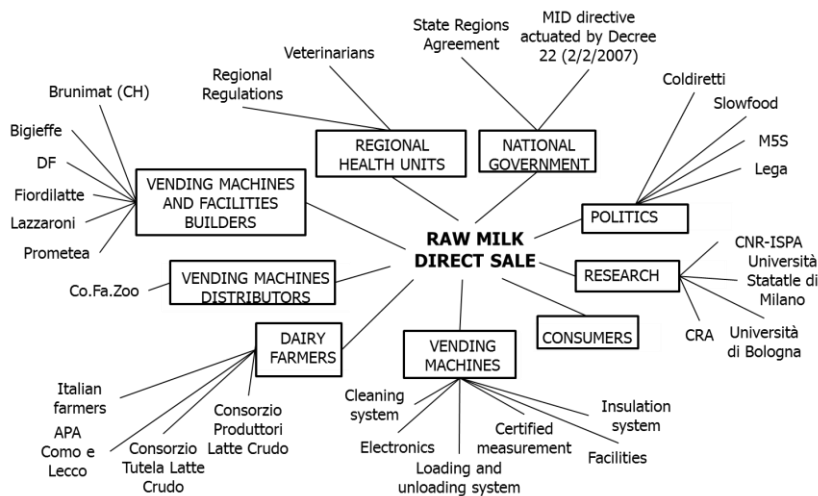 State Regions
Agreement
MID directive
actuated by Decree
22 (2/2/2007)
Veterinarians
Regional
Regulations
Coldiretti
Slowfood
M5S
Lega
Brunimat (CH)
Bigieffe
DF
Fiordilatte
Lazzaroni
Prometea
REGIONAL
HEALTH UNITS
NATIONAL
GOVERNMENT
VENDING MACHINES
AND FACILITIES
BUILDERS
POLITICS
RAW MILK
DIRECT SALE
CNR-ISPA
Università
Statatle di
Milano
RESEARCH
CRA
Università
di Bologna
Co.Fa.Zoo
VENDING MACHINES
DISTRIBUTORS
CONSUMERS
DAIRY
FARMERS
VENDING
MACHINES
Italian
farmers
APA
Como e
Lecco
Consorzio
Tutela Latte
Crudo
Consorzio
Produttori
Latte Crudo
Cleaning
system
Electronics
Loading and
unloading system
Certified
measurement
Insulation
system
Facilities